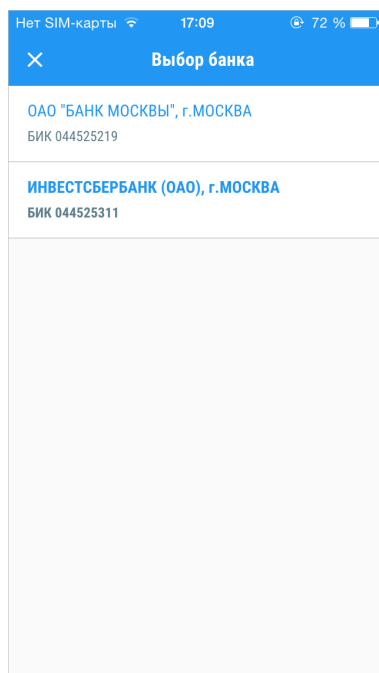 Нет SIM-карты 17:09 72 %
Выбор банка
ОАО "БАНК МОСКВЫ", г.МОСКВА
БИК 044525219
ИНВЕСТСБЕРБАНК (ОАО), г.МОСКВА
БИК 044525311